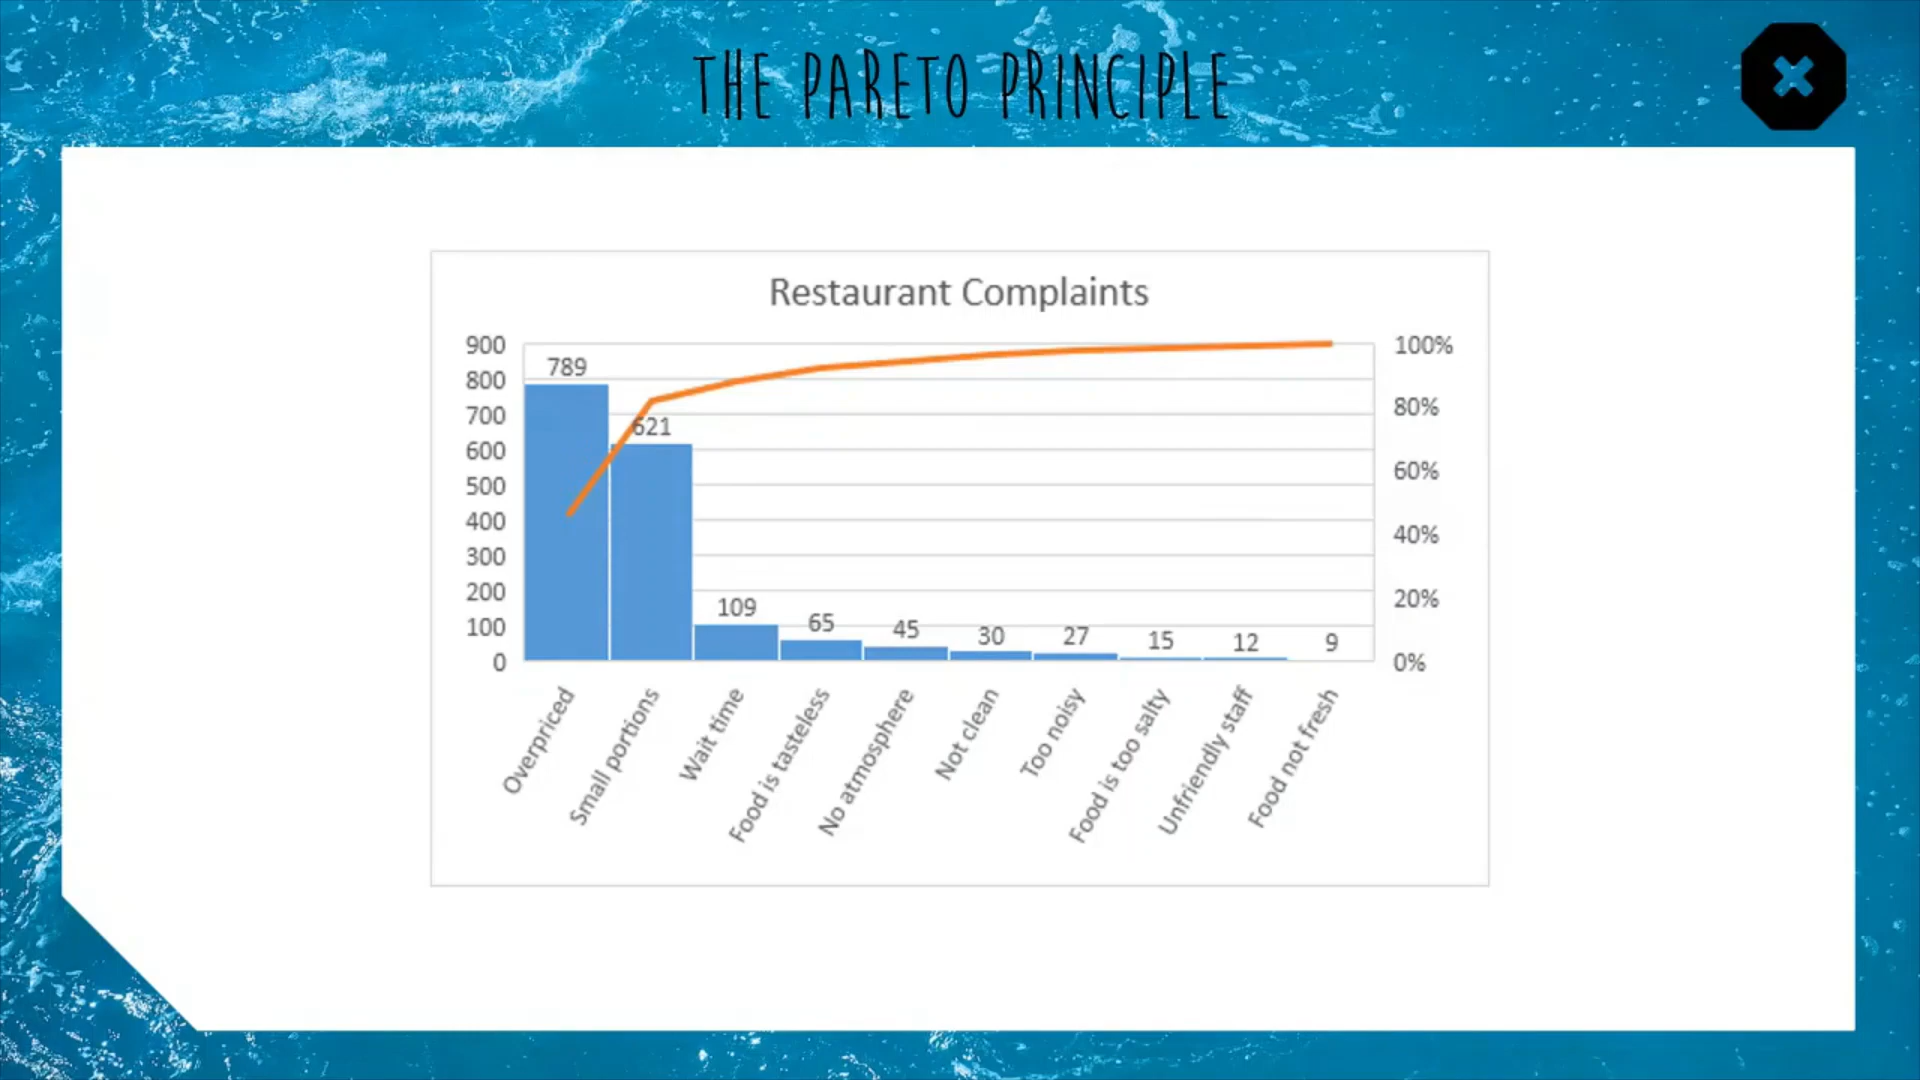 THE PARETO PRINCIPLE
Restaurant Complaints
900
800
700
600
500
400
300
200
100
0
789
621
109
65
45
30
27
15
12
9
100%
80%
60%
40%
20%
0%
Overpriced
Small portions
Wait time
Food is tasteless
No atmosphere
Not clean
Too noisy
Food is too salty
Unfriendly staff
Food not fresh